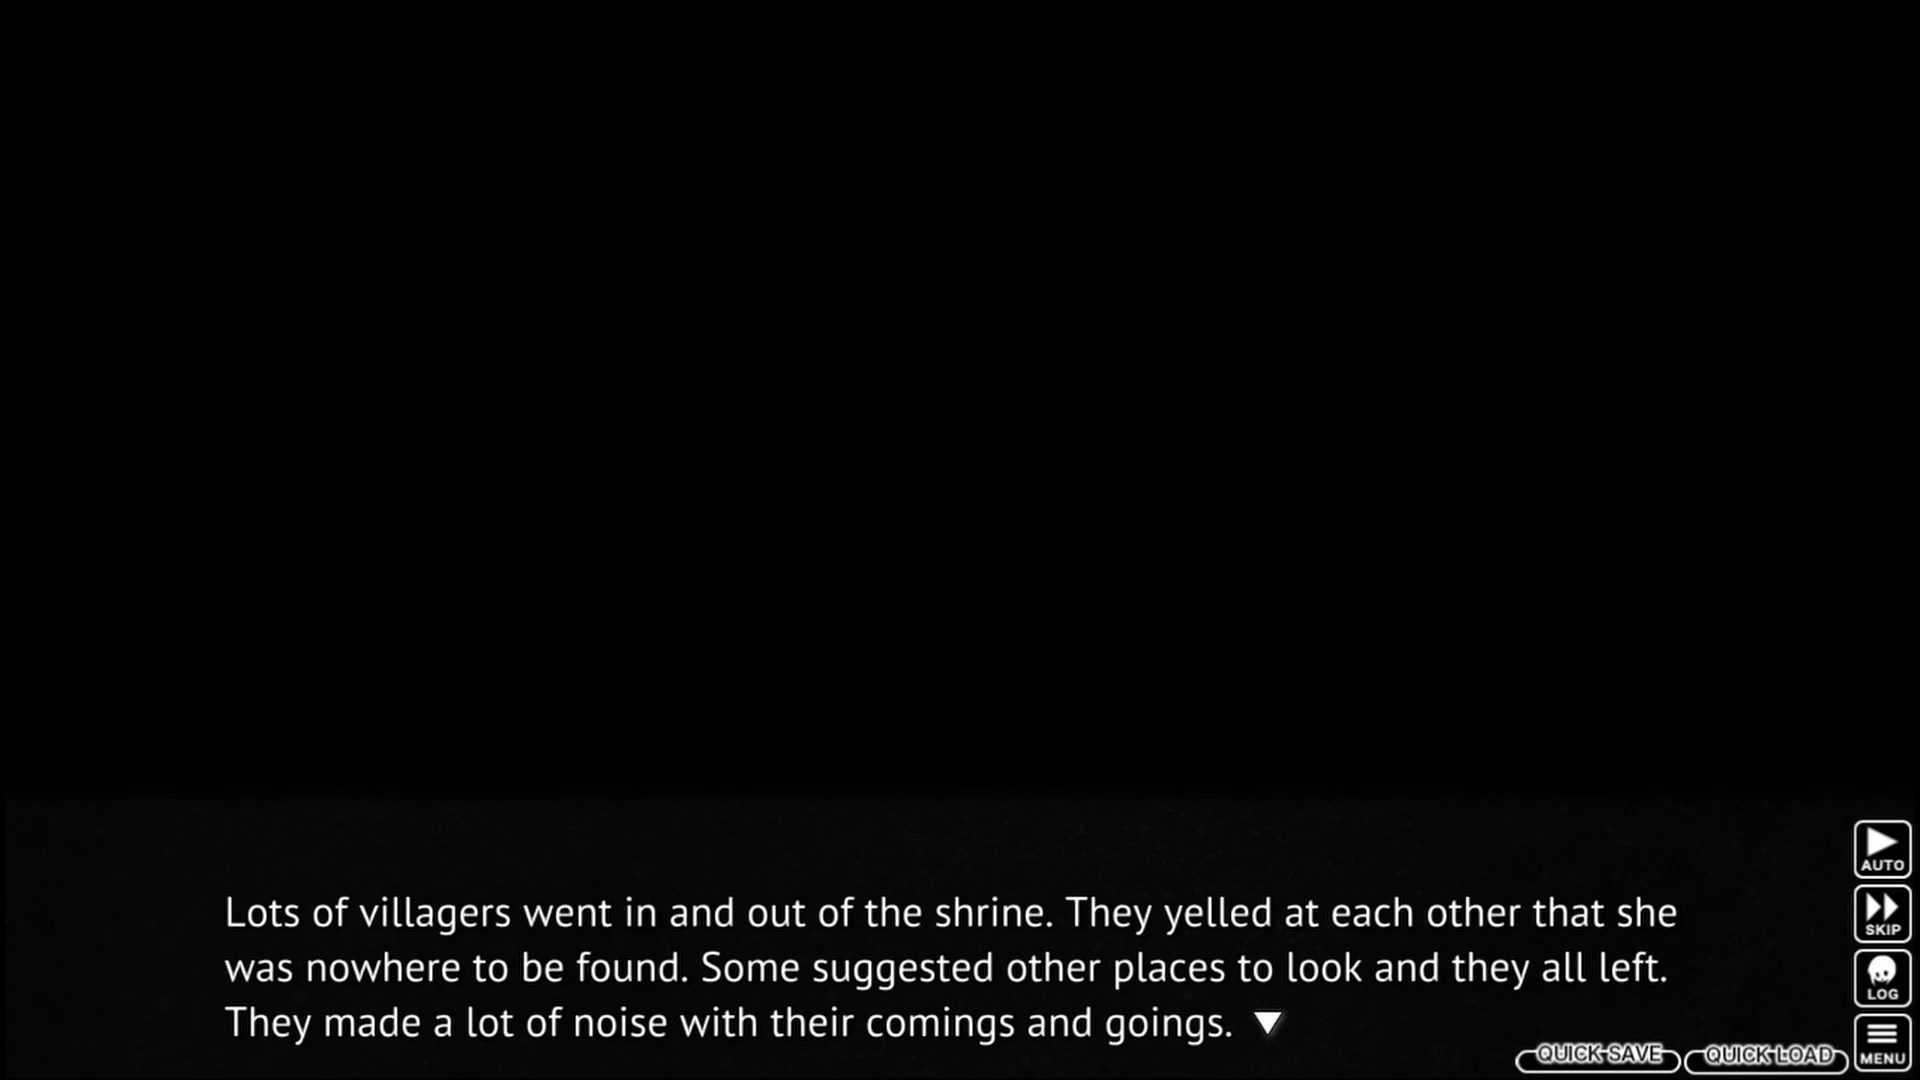 Lots of villagers went in and out of the shrine. They yelled at each other that she
was nowhere to be found. Some suggested other places to look and they all left.
They made a lot of noise with their comings and goings.
AUTO
SKIP
LOG
MENU
QUICK SAVE
QUICK LOAD